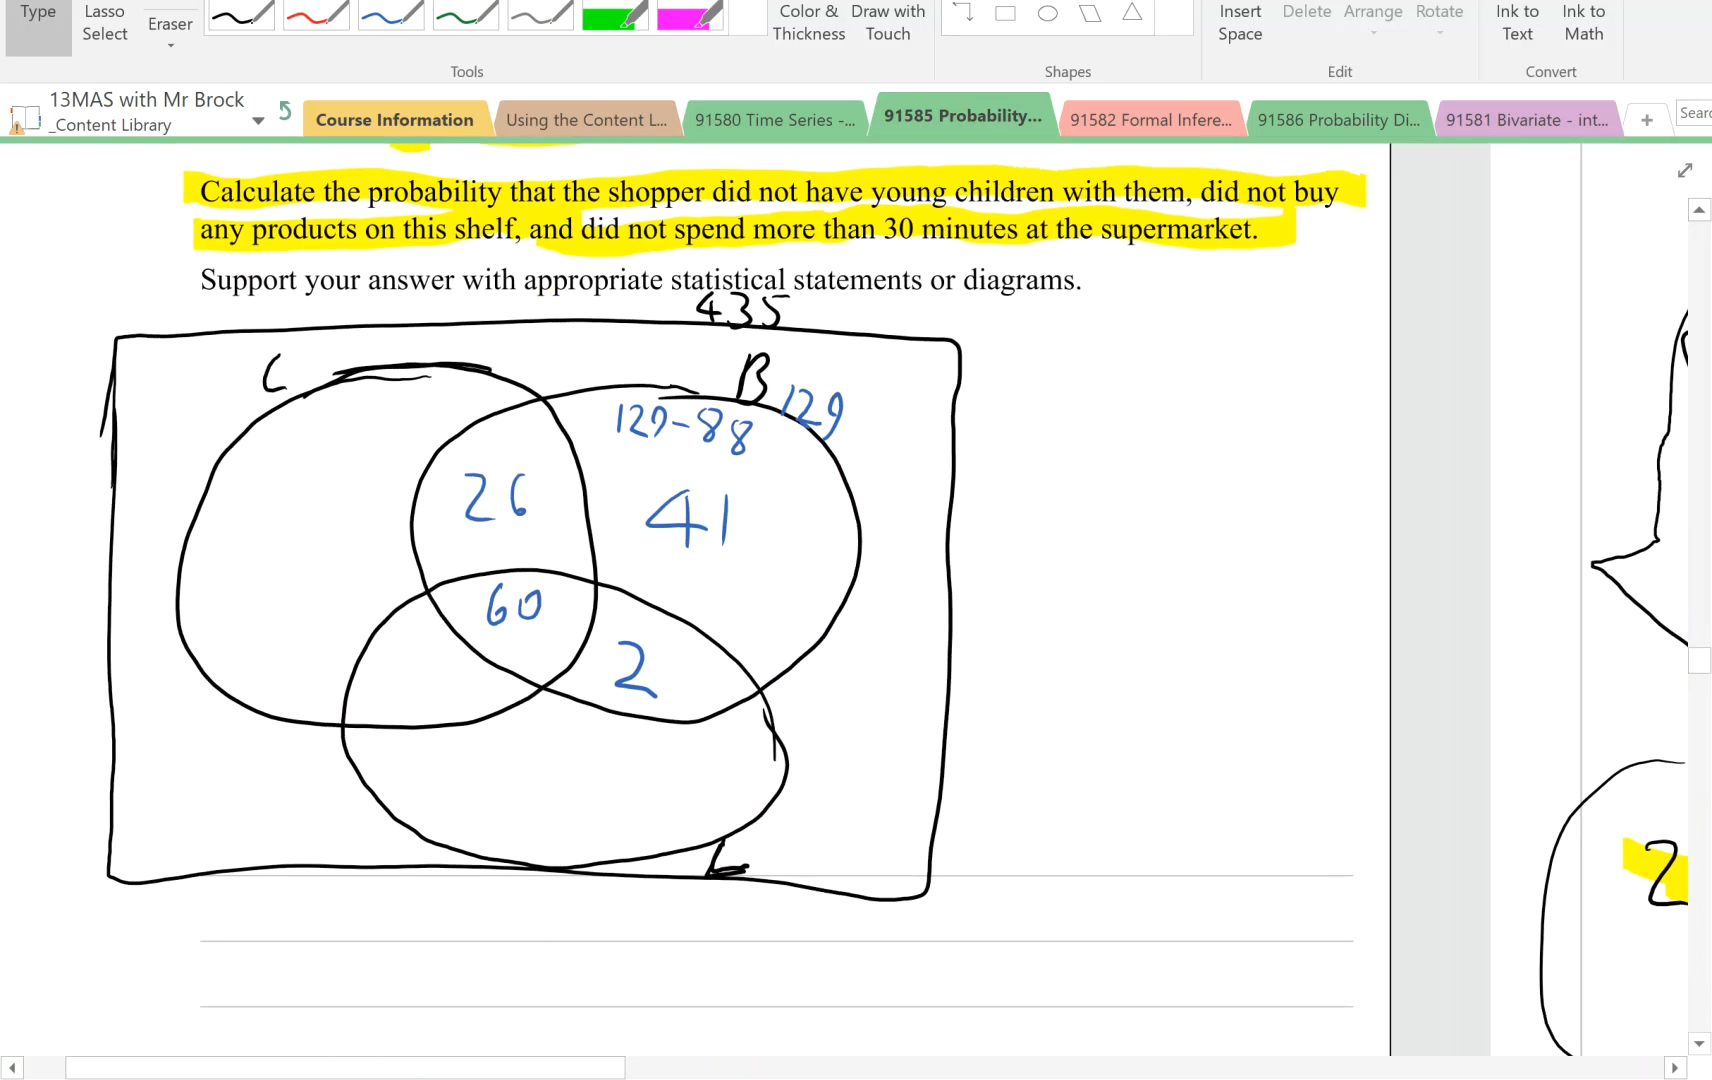 Type
Lasso
Select
Eraser
Color &
Thickness
Draw with
Touch
Insert
Space
Delete
Arrange
Rotate
Ink to
Text
Ink to
Math
Tools
Shapes
Edit
Convert
13MAS with Mr Brock
_Content Library
Course Information
Using the Content L...
91580 Time Series -...
91585 Probability...
91582 Formal Infere...
91586 Probability Di...
91581 Bivariate - int...
+
Sear
Calculate the probability that the shopper did not have young children with them, did not buy
any products on this shelf, and did not spend more than 30 minutes at the supermarket.
Support your answer with appropriate statistical statements or diagrams.
435
C
B
129
129-88
26
41
60
2
L
2